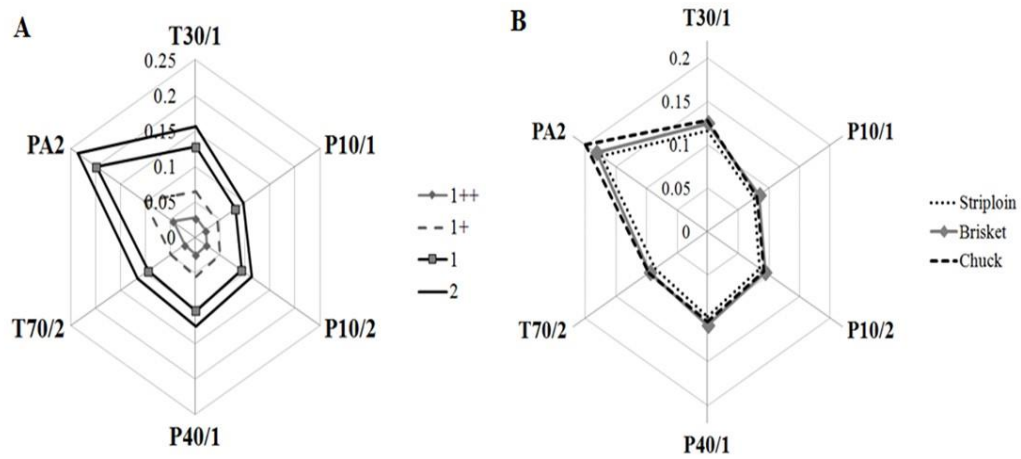 A
T30/1
0.25
0.2
0.15
0.1
0.05
0
P10/1
P10/2
P40/1
T70/2
PA2
1++
1+
1
2
B
T30/1
0.2
0.15
0.1
0.05
0
P10/1
P10/2
P40/1
T70/2
PA2
Striploin
Brisket
Chuck